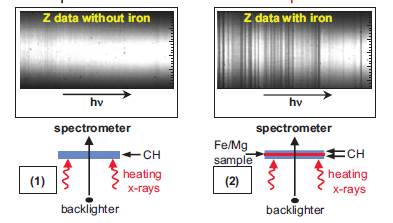 Z data without iron
hν
spectrometer
CH
(1)
heating
x-rays
backlighter
Z data with iron
hν
spectrometer
Fe/Mg
sample
CH
(2)
heating
x-rays
backlighter